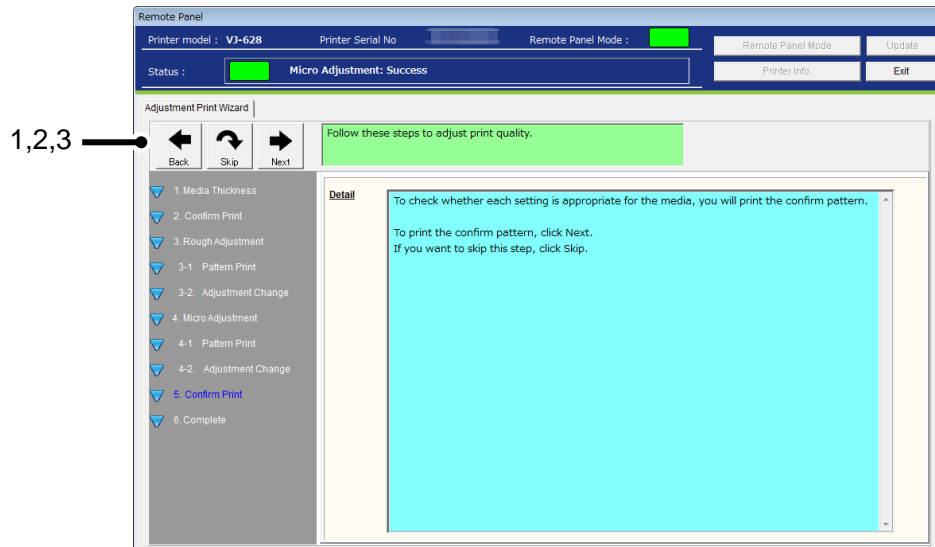 Remote Panel
Printer model : VJ-628 Printer Serial No Remote Panel Mode :
Remote Panel Mode Update
Status : Micro Adjustment: Success
Printer Info. Exit
Adjustment Print Wizard
1,2,3
Back Skip Next
Follow these steps to adjust print quality.
1. Media Thickness
2. Confirm Print
3. Rough Adjustment
3-1. Pattern Print
3-2. Adjustment Change
4. Micro Adjustment
4-1. Pattern Print
4-2. Adjustment Change
5. Confirm Print
6. Complete
Detail
To check whether each setting is appropriate for the media, you will print the confirm pattern.
To print the confirm pattern, click Next.
If you want to skip this step, click Skip.